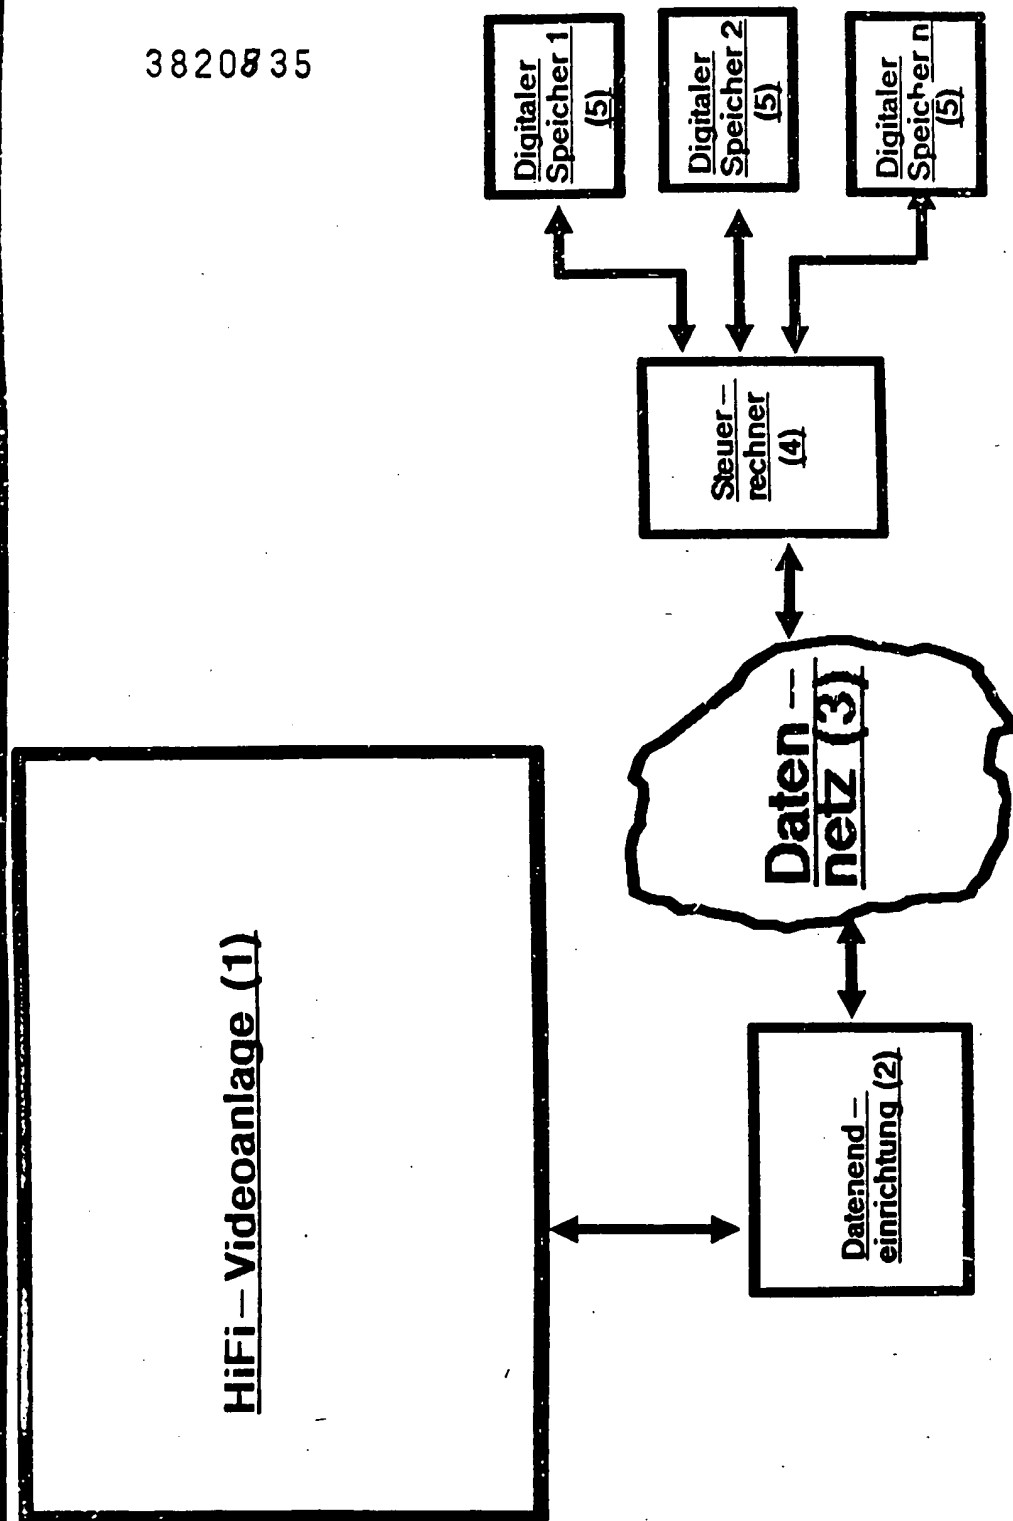 3820835
Digitaler
Speicher 1
(5)
Digitaler
Speicher 2
(5)
Digitaler
Speicher n
(5)
Steuer–
rechner
(4)
Daten–
netz (3)
HiFi–Videoanlage (1)
Datenend–
einrichtung (2)